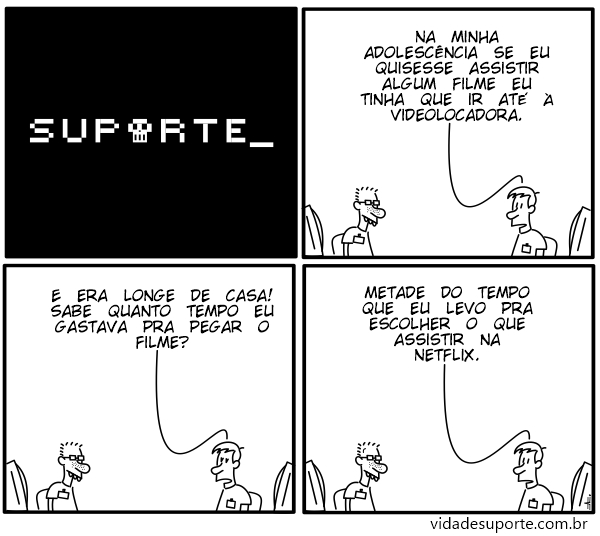 SUPORTE_
NA MINHA
ADOLESCÊNCIA SE EU
QUISESSE ASSISTIR
ALGUM FILME EU
TINHA QUE IR ATÉ À
VIDEOLOCADORA.
E ERA LONGE DE CASA!
SABE QUANTO TEMPO EU
GASTAVA PRA PEGAR O
FILME?
METADE DO TEMPO
QUE EU LEVO PRA
ESCOLHER O QUE
ASSISTIR NA
NETFLIX.
vidadesuporte.com.br